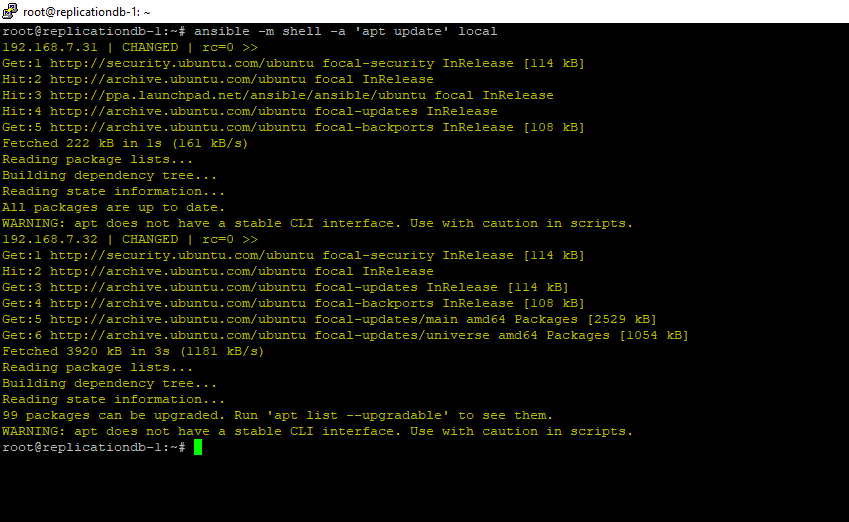 root@replicationdb-1: ~
root@replicationdb-1:~# ansible -m shell -a 'apt update' local
192.168.7.31 | CHANGED | rc=0 >>
Get:1 http://security.ubuntu.com/ubuntu focal-security InRelease [114 kB]
Hit:2 http://archive.ubuntu.com/ubuntu focal InRelease
Hit:3 http://ppa.launchpad.net/ansible/ansible/ubuntu focal InRelease
Hit:4 http://archive.ubuntu.com/ubuntu focal-updates InRelease
Get:5 http://archive.ubuntu.com/ubuntu focal-backports InRelease [108 kB]
Fetched 222 kB in 1s (161 kB/s)
Reading package lists...
Building dependency tree...
Reading state information...
All packages are up to date.
WARNING: apt does not have a stable CLI interface. Use with caution in scripts.
192.168.7.32 | CHANGED | rc=0 >>
Get:1 http://security.ubuntu.com/ubuntu focal-security InRelease [114 kB]
Hit:2 http://archive.ubuntu.com/ubuntu focal InRelease
Get:3 http://archive.ubuntu.com/ubuntu focal-updates InRelease [114 kB]
Get:4 http://archive.ubuntu.com/ubuntu focal-backports InRelease [108 kB]
Get:5 http://archive.ubuntu.com/ubuntu focal-updates/main amd64 Packages [2529 kB]
Get:6 http://archive.ubuntu.com/ubuntu focal-updates/universe amd64 Packages [1054 kB]
Fetched 3920 kB in 3s (1181 kB/s)
Reading package lists...
Building dependency tree...
Reading state information...
99 packages can be upgraded. Run 'apt list --upgradable' to see them.
WARNING: apt does not have a stable CLI interface. Use with caution in scripts.
root@replicationdb-1:~#